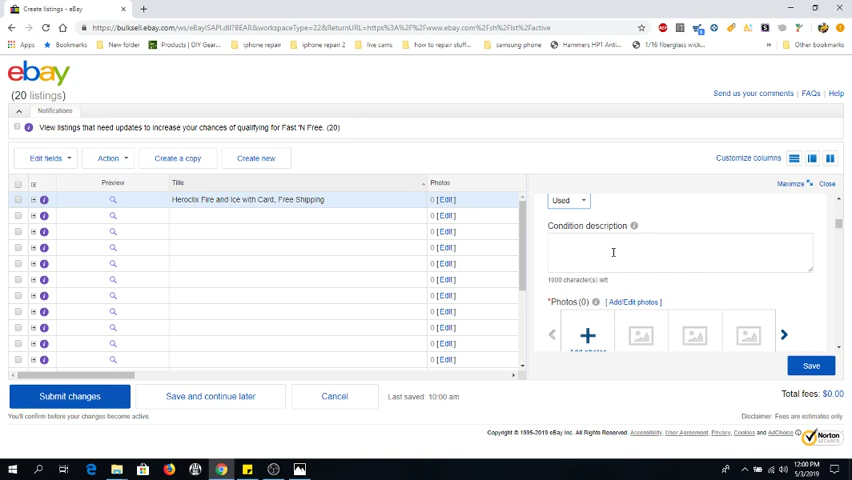 Create listings - eBay
https://bulksell.ebay.com/ws/eBayISAPI.dll?BEAR&workspaceType=22&ReturnURL=https%3A%2F%2Fwww.ebay.com%2Fsh%2Flst%2Factive
Apps Bookmarks New folder Products | DIY Gear... iphone repair iphone repair 2 live cams how to repair stuff... samsung phone Hammers HP1 Anti-... 1/16 fiberglass wick... » Other bookmarks
ebay
(20 listings)
Send us your comments | FAQs | Help
Notifications
View listings that need updates to increase your chances of qualifying for Fast 'N Free. (20)
Edit fields Action Create a copy Create new Customize columns
Maximize Close
Preview Title Photos
Heroclix Fire and Ice with Card, Free Shipping 0 [Edit]
0 [Edit]
0 [Edit]
0 [Edit]
0 [Edit]
0 [Edit]
0 [Edit]
0 [Edit]
0 [Edit]
0 [Edit]
0 [Edit]
Used
Condition description
1000 character(s) left
*Photos (0) [ Add/Edit photos ]
Add photos
Save
Submit changes Save and continue later Cancel Last saved: 10:00 am Total fees: $0.00
You'll confirm before your changes become active. Disclaimer: Fees are estimates only.
Copyright © 1995-2019 eBay Inc. All Rights Reserved. Accessibility, User Agreement, Privacy, Cookies and AdChoice
Norton
SECURED
12:00 PM
5/3/2019